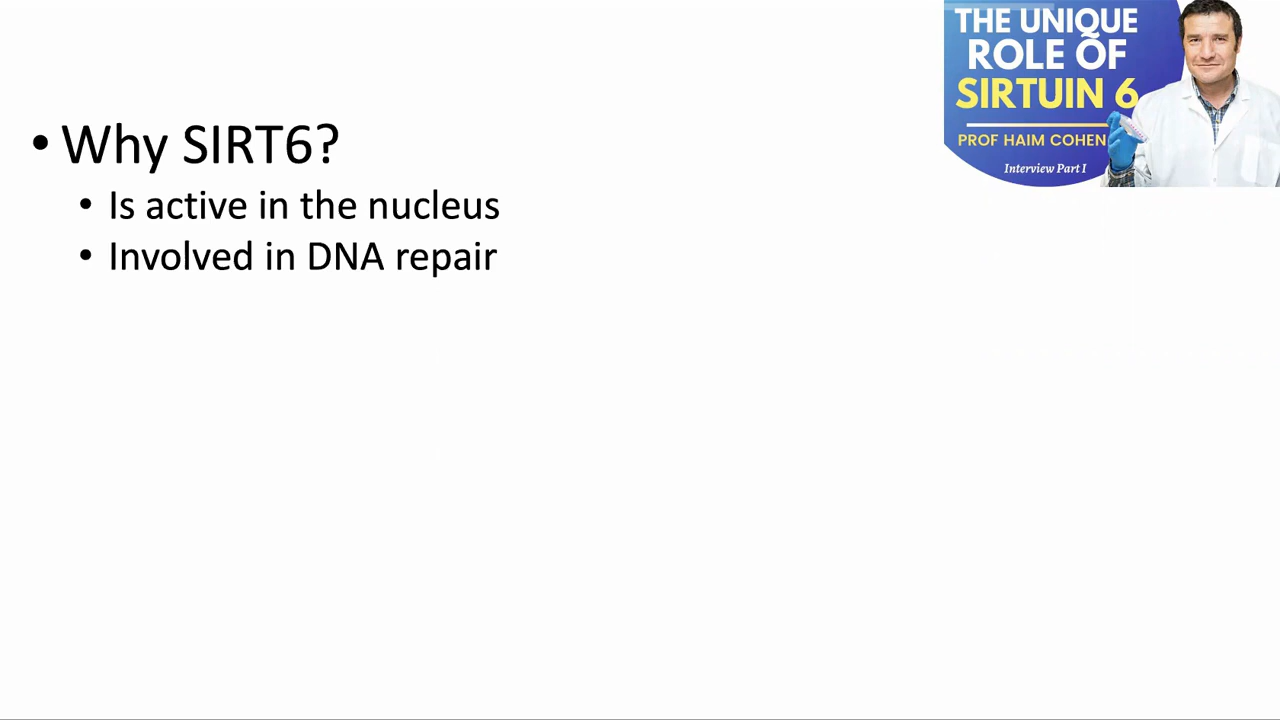 THE UNIQUE
ROLE OF
SIRTUIN 6
PROF HAIM COHEN
Interview Part I
• Why SIRT6?
• Is active in the nucleus
• Involved in DNA repair